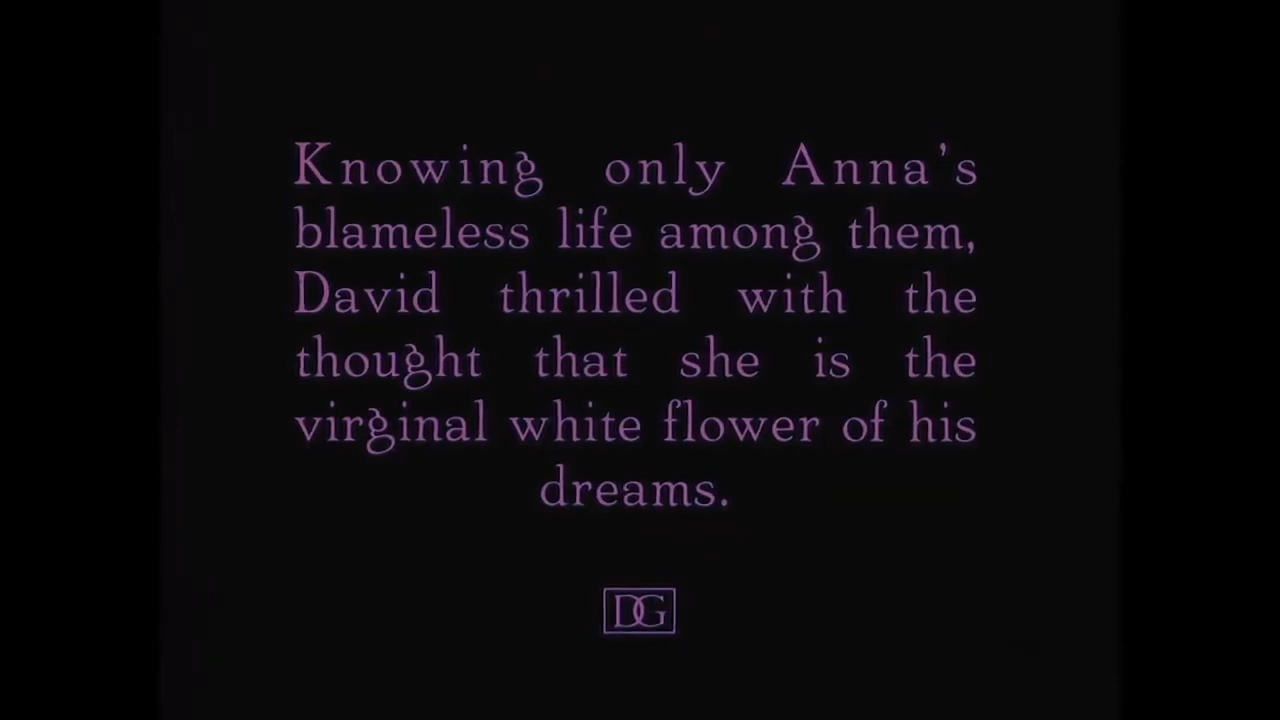 Knowing only Anna's
blameless life among them,
David thrilled with the
thought that she is the
virginal white flower of his
dreams.
DG